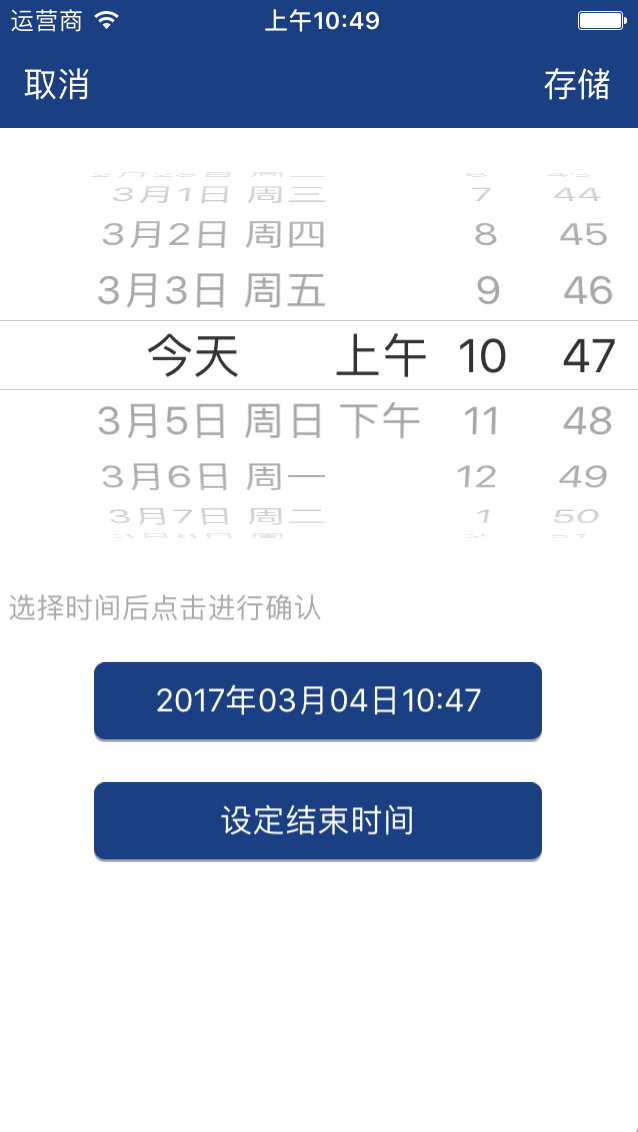 运营商 上午10:49
取消 存储
3月1日 周三 7 44
3月2日 周四 8 45
3月3日 周五 9 46
今天 上午 10 47
3月5日 周日 下午 11 48
3月6日 周一 12 49
3月7日 周二 1 50
选择时间后点击进行确认
2017年03月04日10:47
设定结束时间